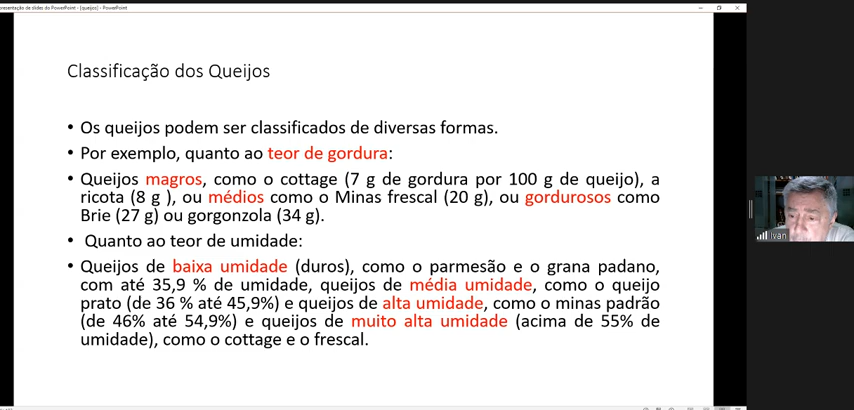 presentação de slides do PowerPoint - [queijos] - PowerPoint
Classificação dos Queijos
• Os queijos podem ser classificados de diversas formas.
• Por exemplo, quanto ao teor de gordura:
• Queijos magros, como o cottage (7 g de gordura por 100 g de queijo), a
ricota (8 g ), ou médios como o Minas frescal (20 g), ou gordurosos como
Brie (27 g) ou gorgonzola (34 g).
• Quanto ao teor de umidade:
• Queijos de baixa umidade (duros), como o parmesão e o grana padano,
com até 35,9 % de umidade, queijos de média umidade, como o queijo
prato (de 36 % até 45,9%) e queijos de alta umidade, como o minas padrão
(de 46% até 54,9%) e queijos de muito alta umidade (acima de 55% de
umidade), como o cottage e o frescal.
Ivan